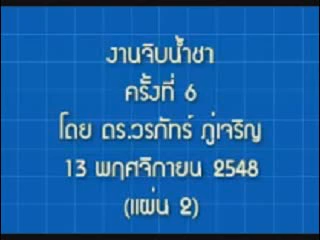 งานจิบน้ำชา
ครั้งที่ 6
โดย ดร.วรภัทร์ ภู่เจริญ
13 พฤศจิกายน 2548
(แผ่น 2)